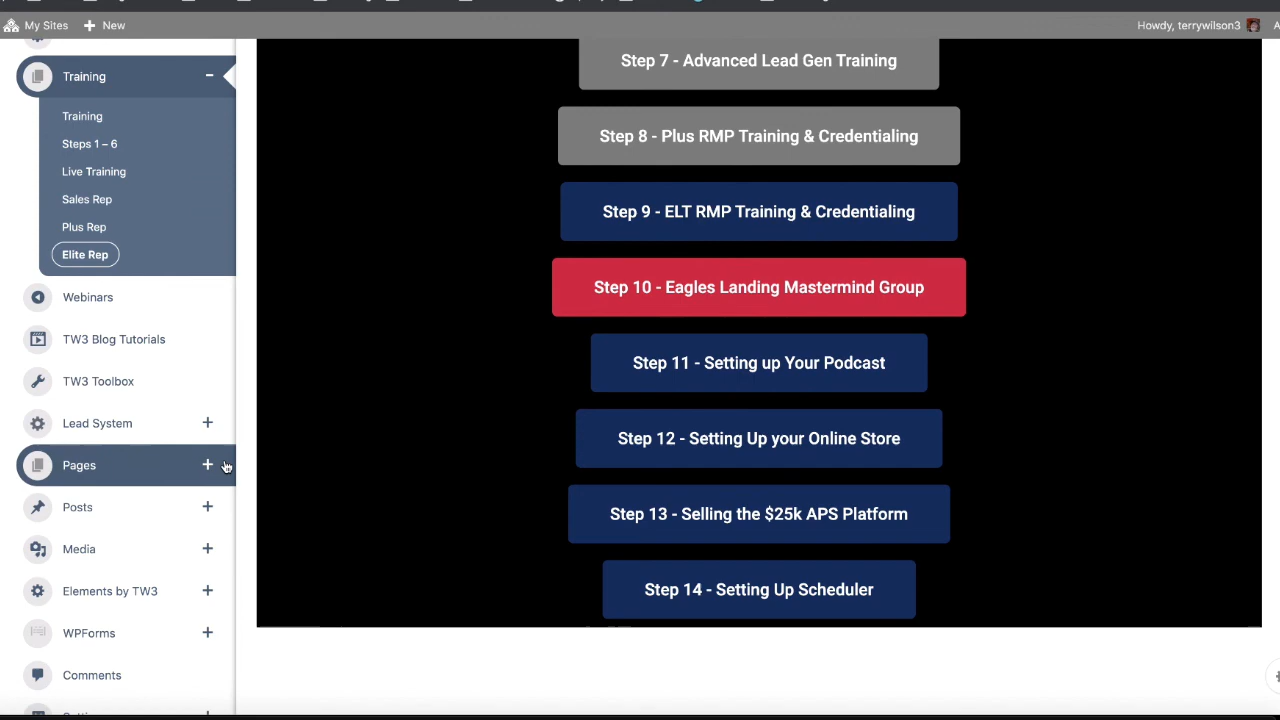 My Sites
New
Howdy, terrywilson3
Training
Training
Steps 1 – 6
Live Training
Sales Rep
Plus Rep
Elite Rep
Webinars
TW3 Blog Tutorials
TW3 Toolbox
Lead System
Pages
Posts
Media
Elements by TW3
WPForms
Comments
Step 7 - Advanced Lead Gen Training
Step 8 - Plus RMP Training & Credentialing
Step 9 - ELT RMP Training & Credentialing
Step 10 - Eagles Landing Mastermind Group
Step 11 - Setting up Your Podcast
Step 12 - Setting Up your Online Store
Step 13 - Selling the $25k APS Platform
Step 14 - Setting Up Scheduler